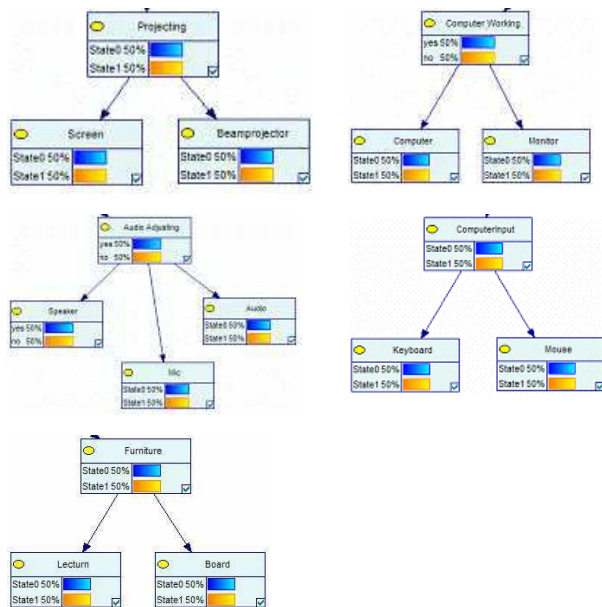 Projecting
State0 50%
State1 50%
Screen
State0 50%
State1 50%
Beamprojector
State0 50%
State1 50%
Computer Working
yes 50%
no 50%
Computer
State0 50%
State1 50%
Monitor
State0 50%
State1 50%
Audio Adjusting
yes 50%
no 50%
Speaker
yes 50%
no 50%
Audio
State0 50%
State1 50%
Mic
State0 50%
State1 50%
ComputerInput
State0 50%
State1 50%
Keyboard
State0 50%
State1 50%
Mouse
State0 50%
State1 50%
Furniture
State0 50%
State1 50%
Lecturn
State0 50%
State1 50%
Board
State0 50%
State1 50%